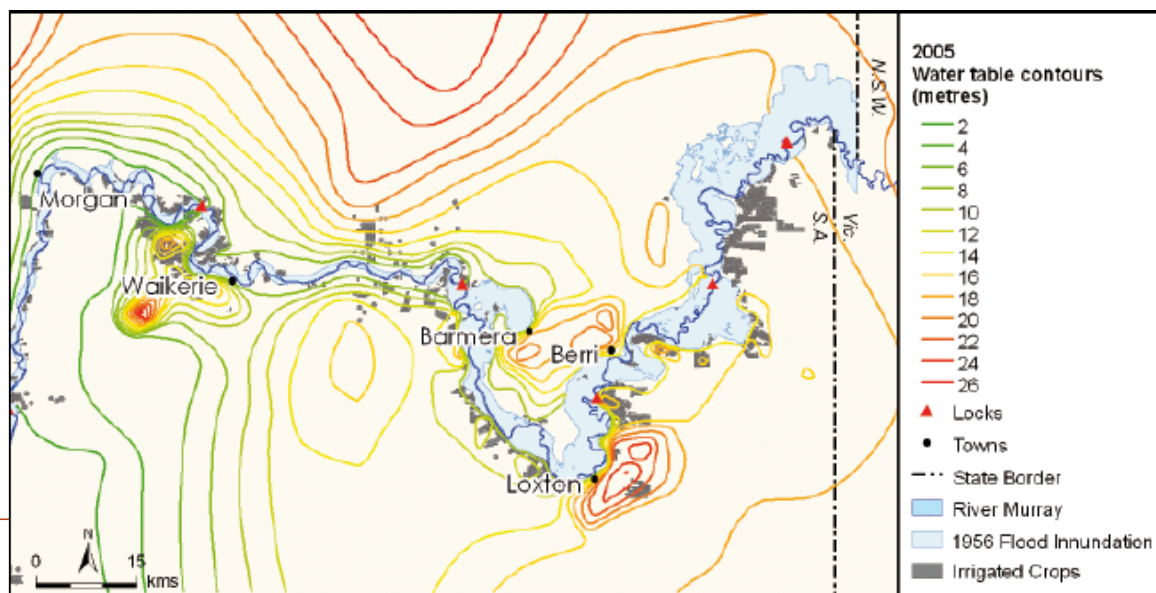 2005
Water table contours
(metres)
2
4
6
8
10
12
14
16
18
20
22
24
26
Locks
Towns
State Border
River Murray
1956 Flood Innundation
Irrigated Crops
N.S.W.
Vic.
S.A.
Morgan
Waikerie
Barmera
Berri
Loxton
N
0 15
kms